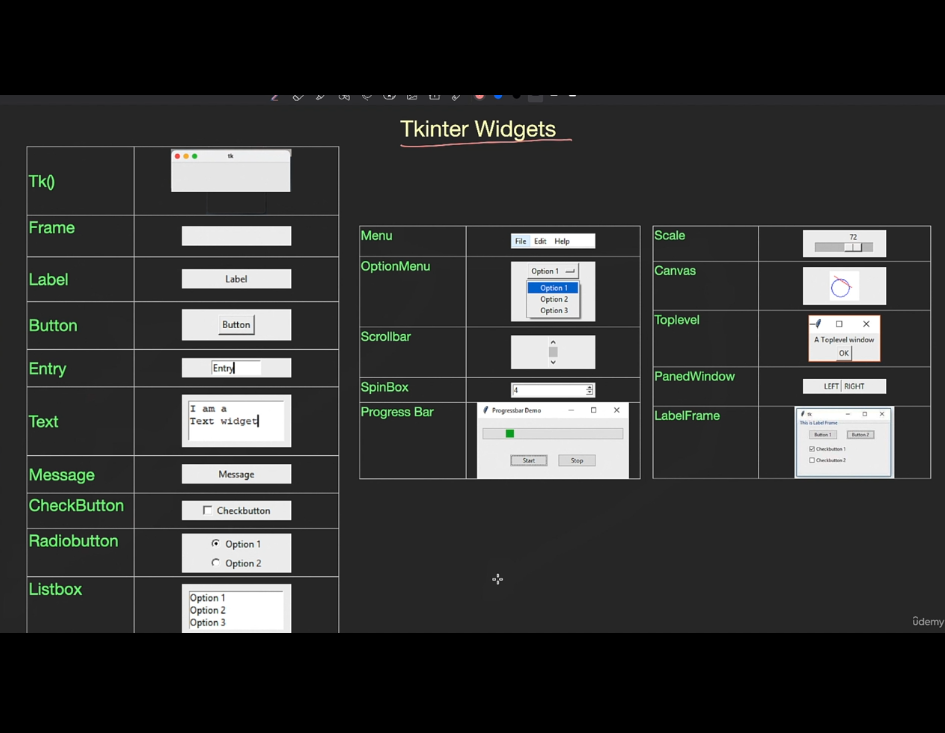 Tkinter Widgets
Tk()
tk
Frame
Label
Label
Button
Button
Entry
Entry
Text
I am a
Text widget
Message
Message
CheckButton
Checkbutton
Radiobutton
Option 1
Option 2
Listbox
Option 1
Option 2
Option 3
Menu
File Edit Help
OptionMenu
Option 1
Option 1
Option 2
Option 3
Scrollbar
SpinBox
4
Progress Bar
Progressbar Demo
Start Stop
Scale
72
Canvas
Toplevel
A Toplevel window
OK
PanedWindow
LEFT RIGHT
LabelFrame
This is Label Frame
Button 1 Button 2
Checkbutton 1
Checkbutton 2
ûdemy